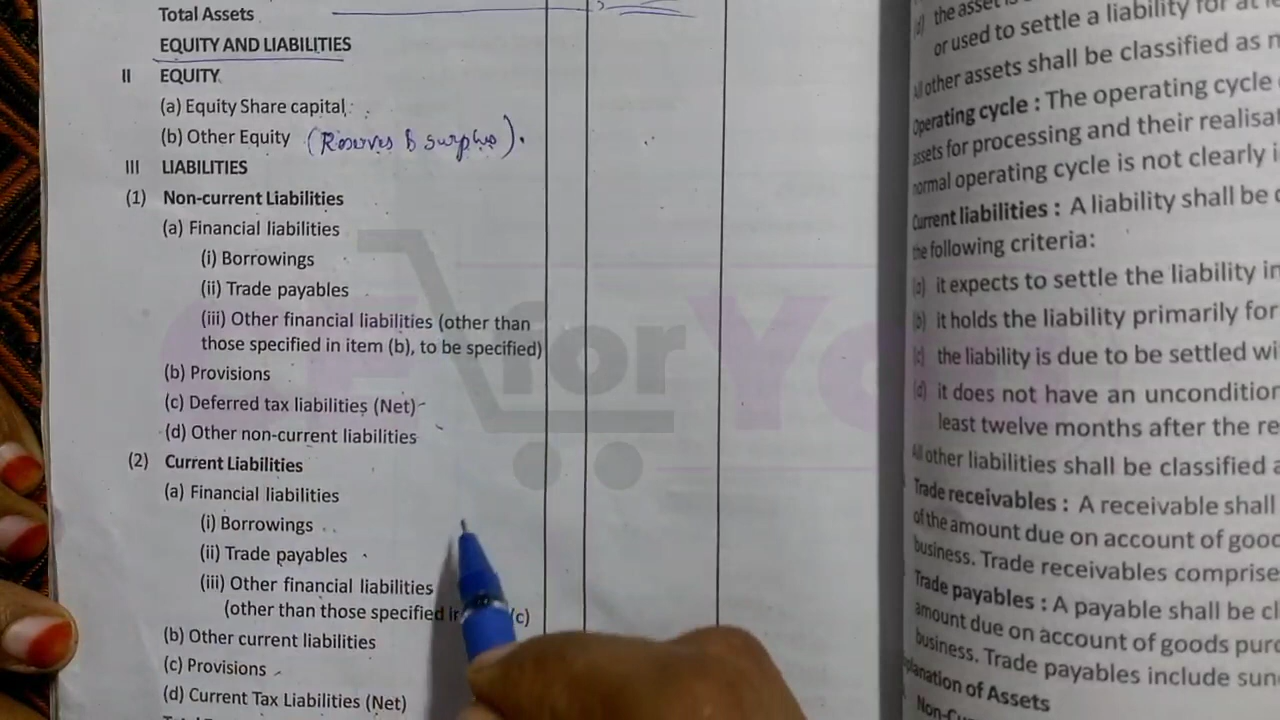 Total Assets
EQUITY AND LIABILITIES
II EQUITY
(a) Equity Share capital
(b) Other Equity (Reserves & surplus).
III LIABILITIES
(1) Non-current Liabilities
(a) Financial liabilities
(i) Borrowings
(ii) Trade payables
(iii) Other financial liabilities (other than
those specified in item (b), to be specified)
(b) Provisions
(c) Deferred tax liabilities (Net)
(d) Other non-current liabilities
(2) Current Liabilities
(a) Financial liabilities
(i) Borrowings
(ii) Trade payables
(iii) Other financial liabilities
(other than those specified (c)
(b) Other current liabilities
(c) Provisions
(d) Current Tax Liabilities (Net)
(d) the asset is
or used to settle a liability for at
All other assets shall be classified as
Operating cycle : The operating cycle
assets for processing and their
normal operating cycle is not clearly
Current liabilities : A liability shall be
the following criteria:
(a) it expects to settle the liability in
(b) it holds the liability primarily for
(c) the liability is due to be settled
(d) it does not have an
least twelve months after the
All other liabilities shall be classified
Trade receivables : A receivable shall
of the amount due on account of
business. Trade receivables comprise
Trade payables : A payable shall be
amount due on account of goods
business. Trade payables include
Explanation of Assets
for You